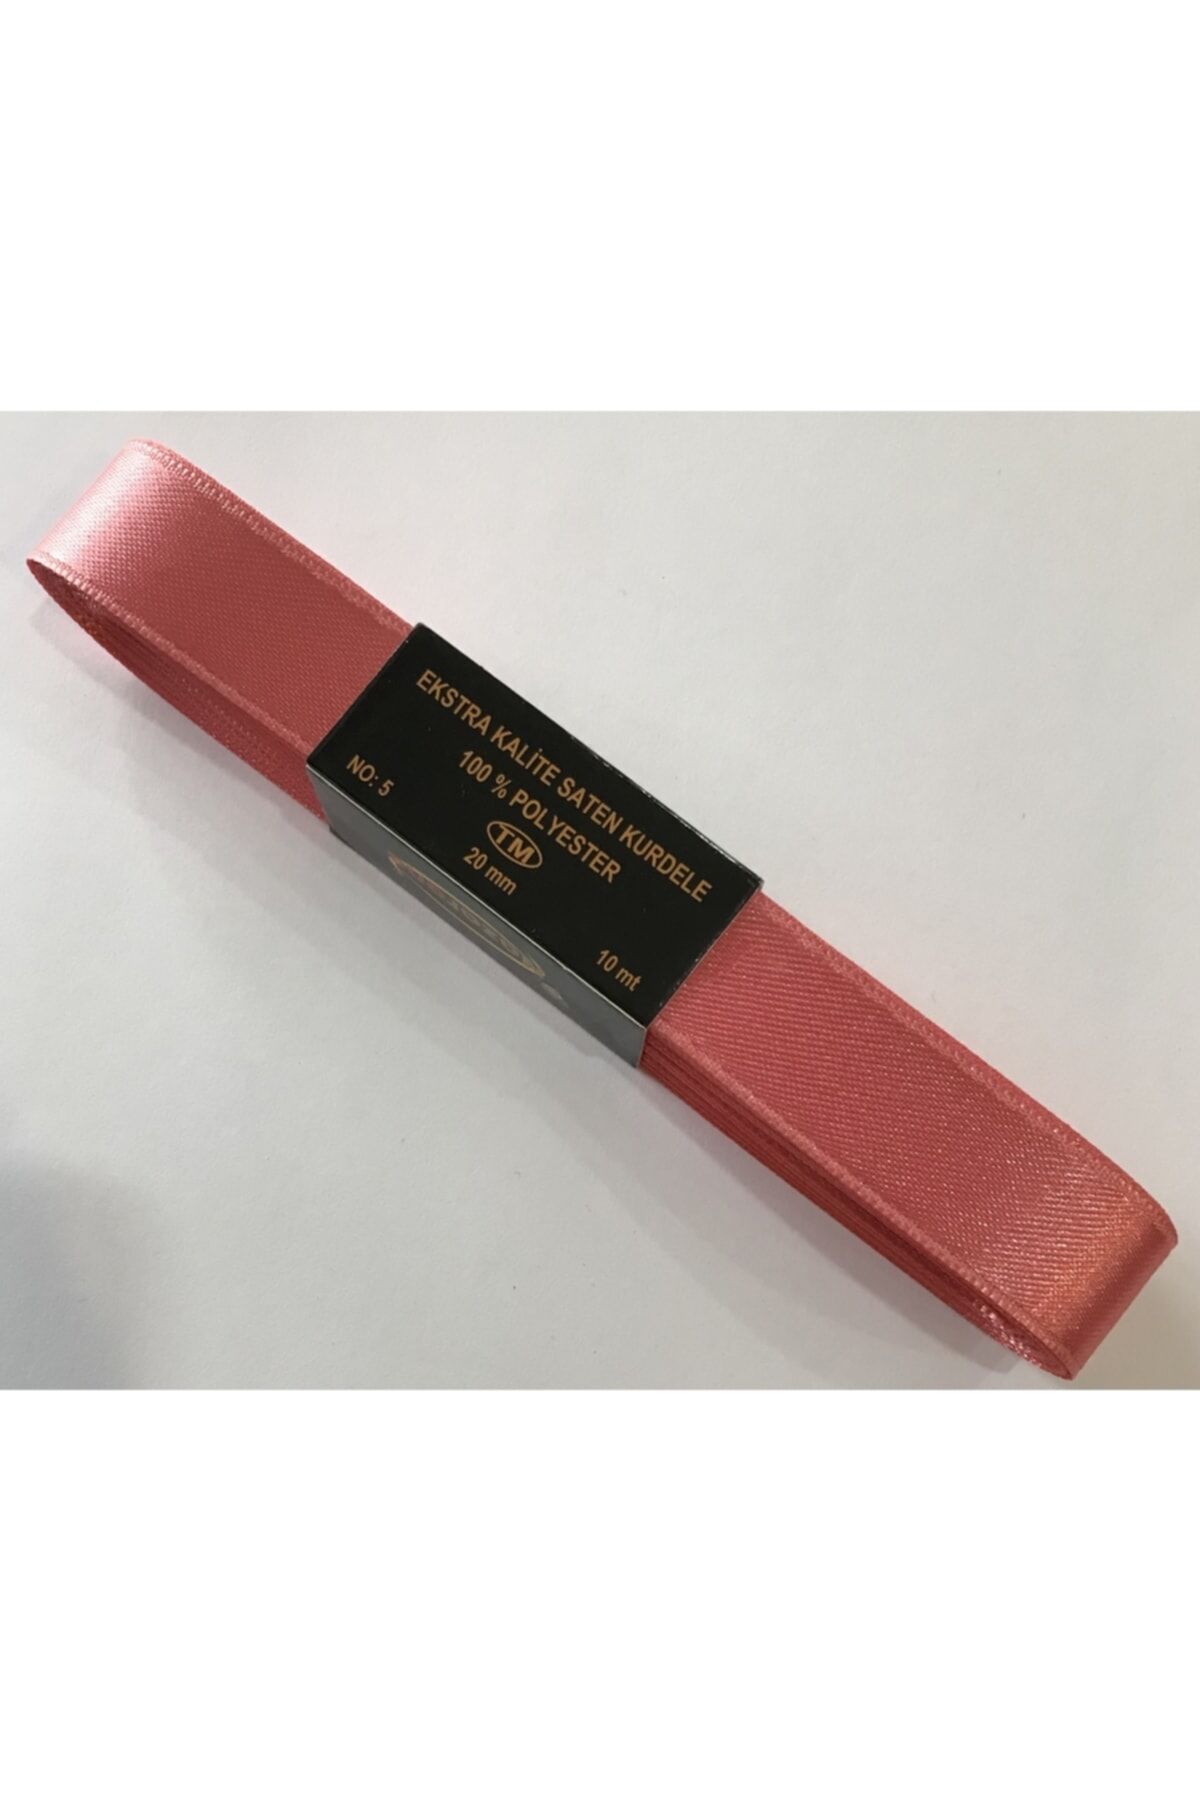 EKSTRA KALİTE SATEN KURDELE
100 % POLYESTER
TM
NO: 5
20 mm
10 mt